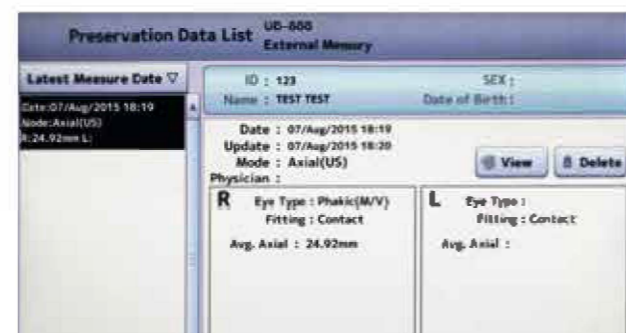 Preservation Data List
UD-800
External Memory
Latest Measure Date ▽
Date:07/Aug/2015 18:19
Mode:Axial(US)
R:24.92mm L:
ID : 123
SEX :
Name : TEST TEST
Date of Birth :
Date : 07/Aug/2015 18:19
Update : 07/Aug/2015 18:20
Mode : Axial(US)
Physician :
View
Delete
R
Eye Type : Phakic(M/V)
Fitting : Contact
Avg. Axial : 24.92mm
L
Eye Type :
Fitting : Contact
Avg. Axial :